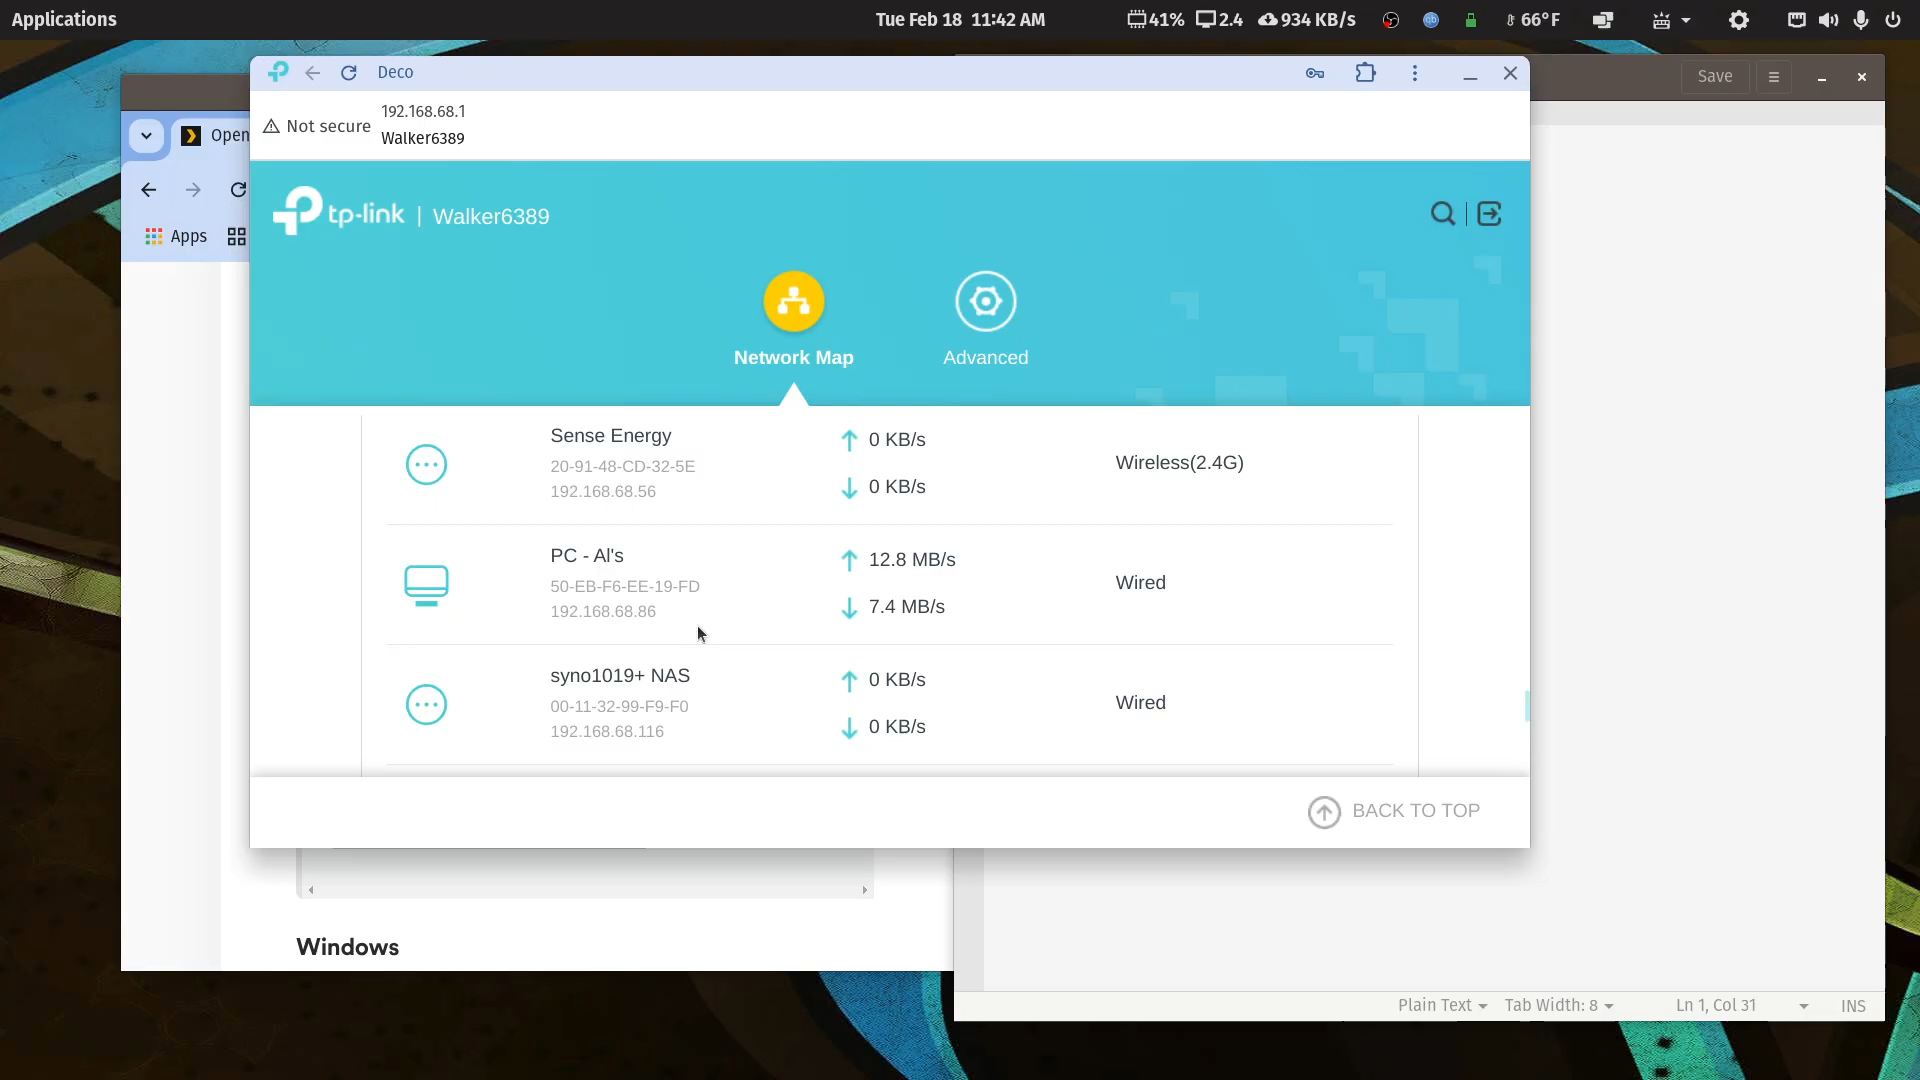 Applications
Tue Feb 18 11:42 AM
41% 2.4 934 KB/s qb 66°F
Deco
Save
Not secure
192.168.68.1
Walker6389
Open
Apps
tp-link | Walker6389
Network Map
Advanced
Sense Energy
20-91-48-CD-32-5E
192.168.68.56
0 KB/s
0 KB/s
Wireless(2.4G)
PC - Al's
50-EB-F6-EE-19-FD
192.168.68.86
12.8 MB/s
7.4 MB/s
Wired
syno1019+ NAS
00-11-32-99-F9-F0
192.168.68.116
0 KB/s
0 KB/s
Wired
BACK TO TOP
Windows
Plain Text Tab Width: 8 Ln 1, Col 31 INS